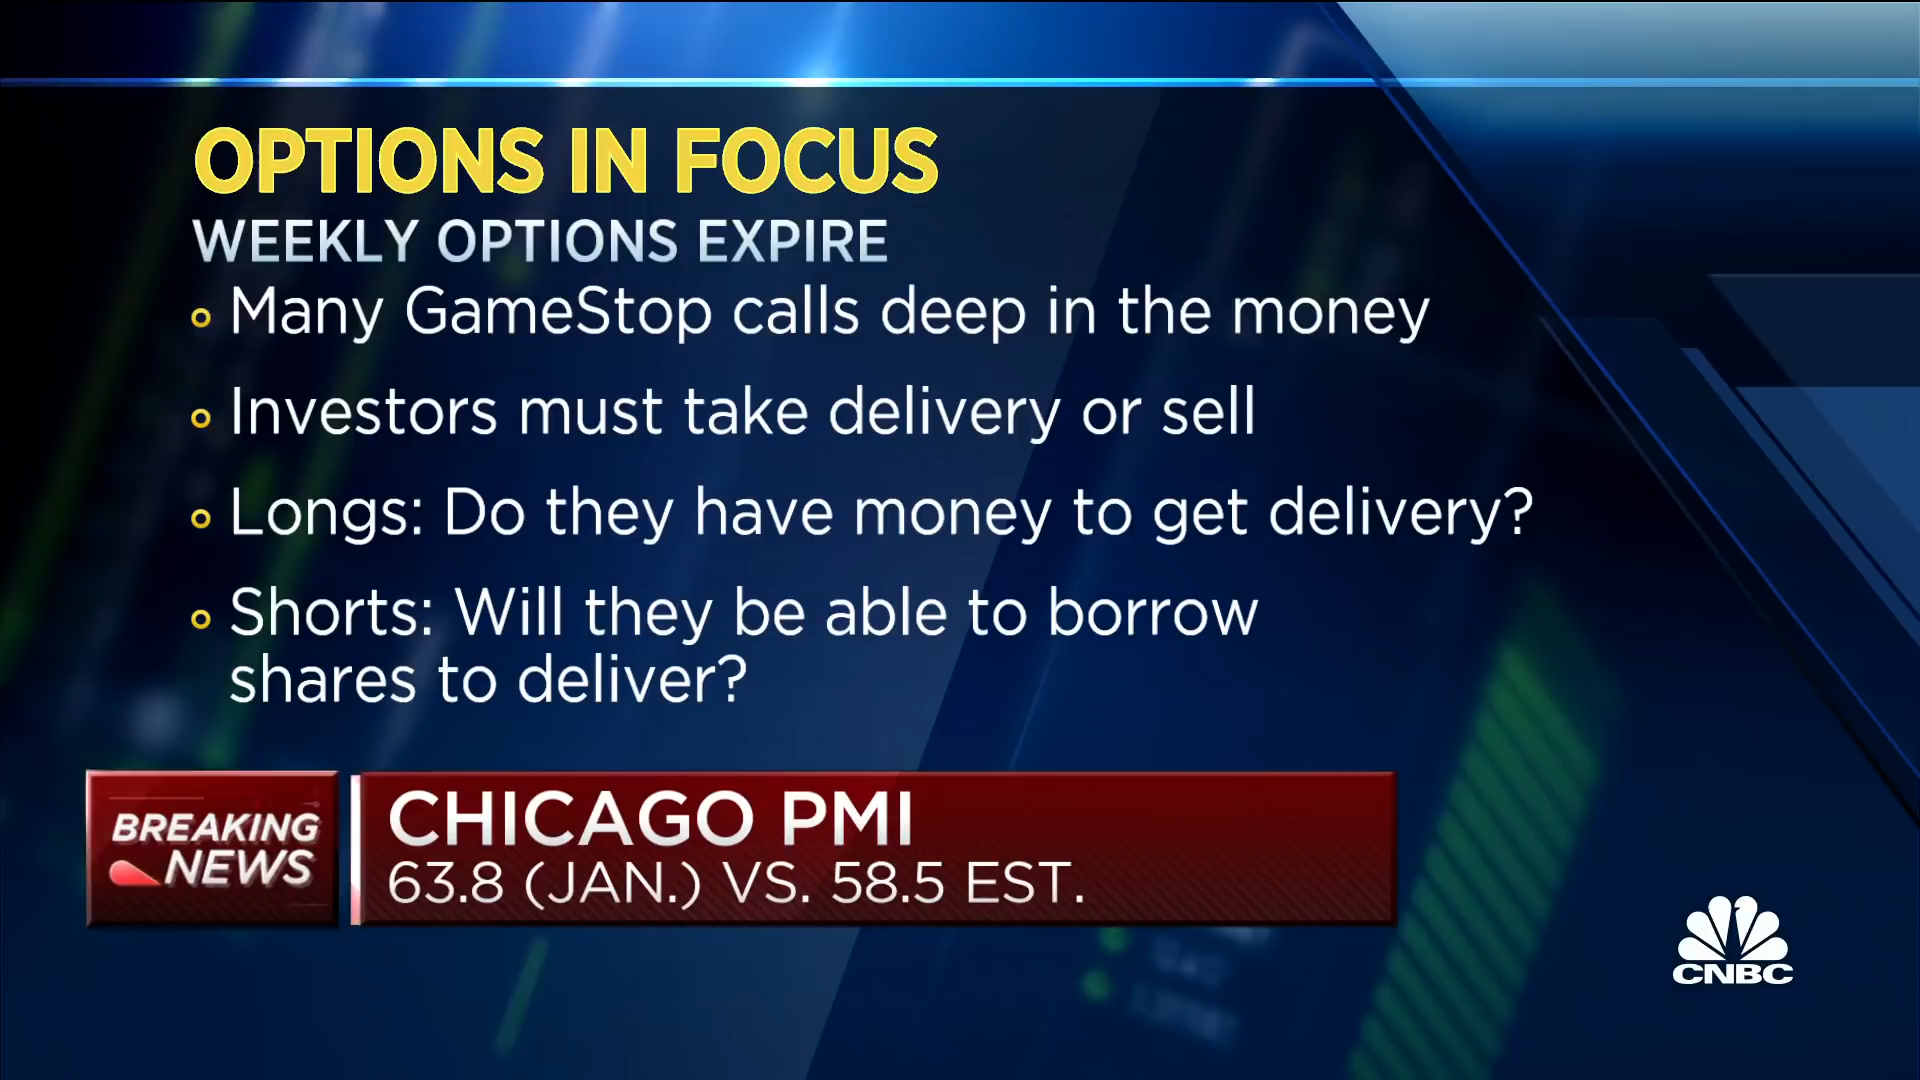 OPTIONS IN FOCUS
WEEKLY OPTIONS EXPIRE
Many GameStop calls deep in the money
Investors must take delivery or sell
Longs: Do they have money to get delivery?
Shorts: Will they be able to borrow
shares to deliver?
BREAKING
NEWS
CHICAGO PMI
63.8 (JAN.) VS. 58.5 EST.
CNBC